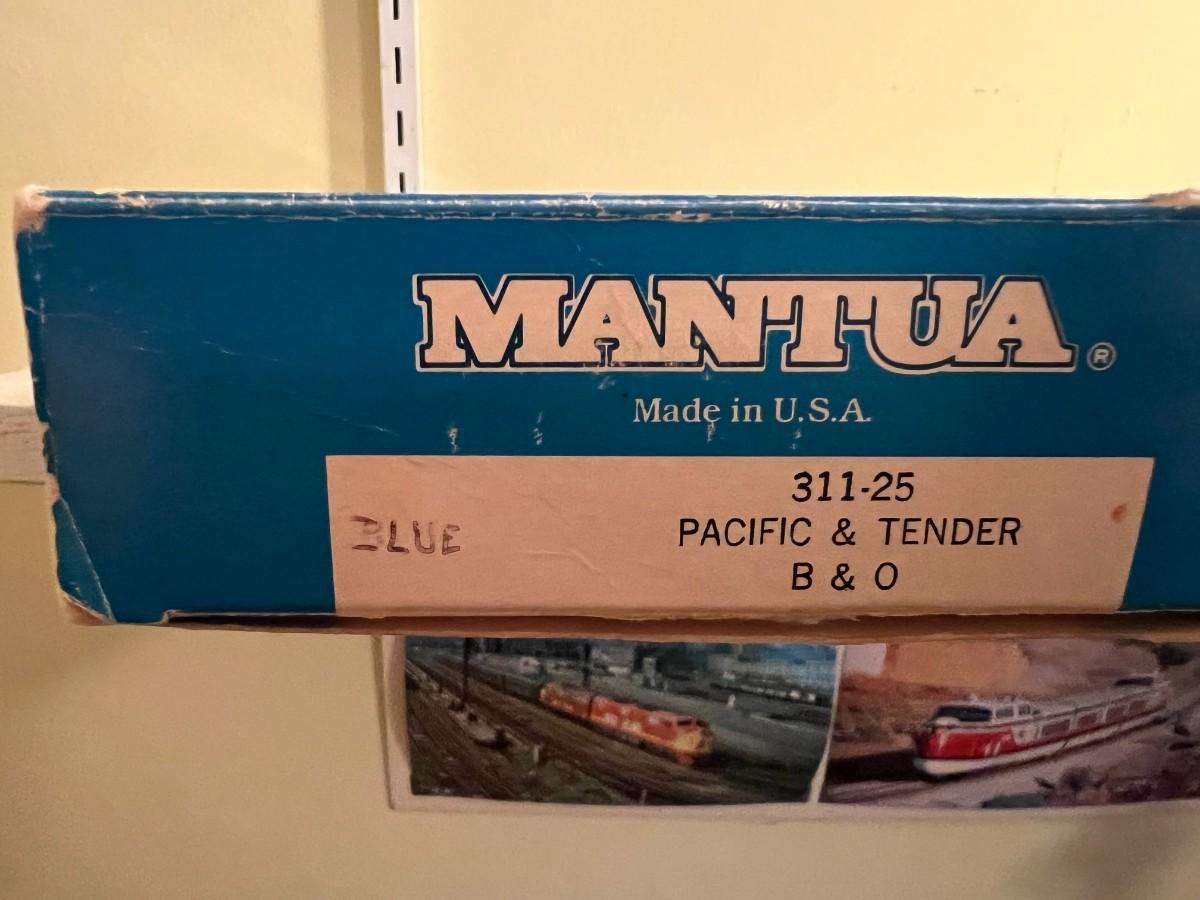 MANTUA ®
Made in U.S.A.
311-25
BLUE PACIFIC & TENDER
B & O